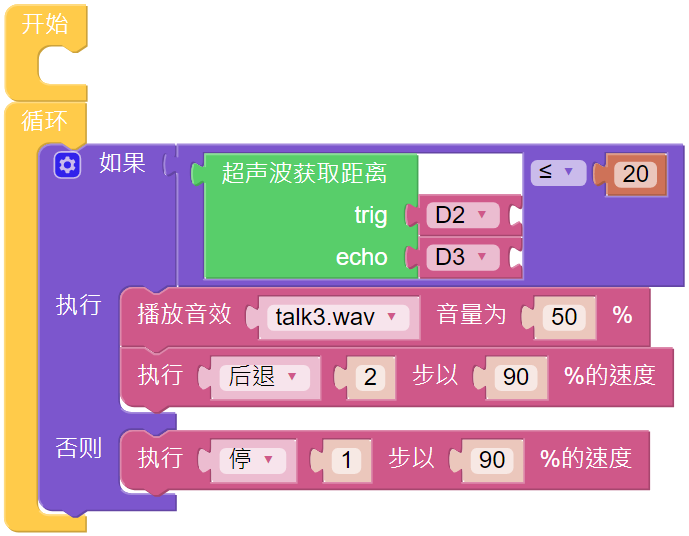 开始
循环
如果 超声波获取距离 ≤ 20
trig D2
echo D3
执行 播放音效 talk3.wav 音量为 50 %
执行 后退 2 步以 90 %的速度
否则 执行 停 1 步以 90 %的速度